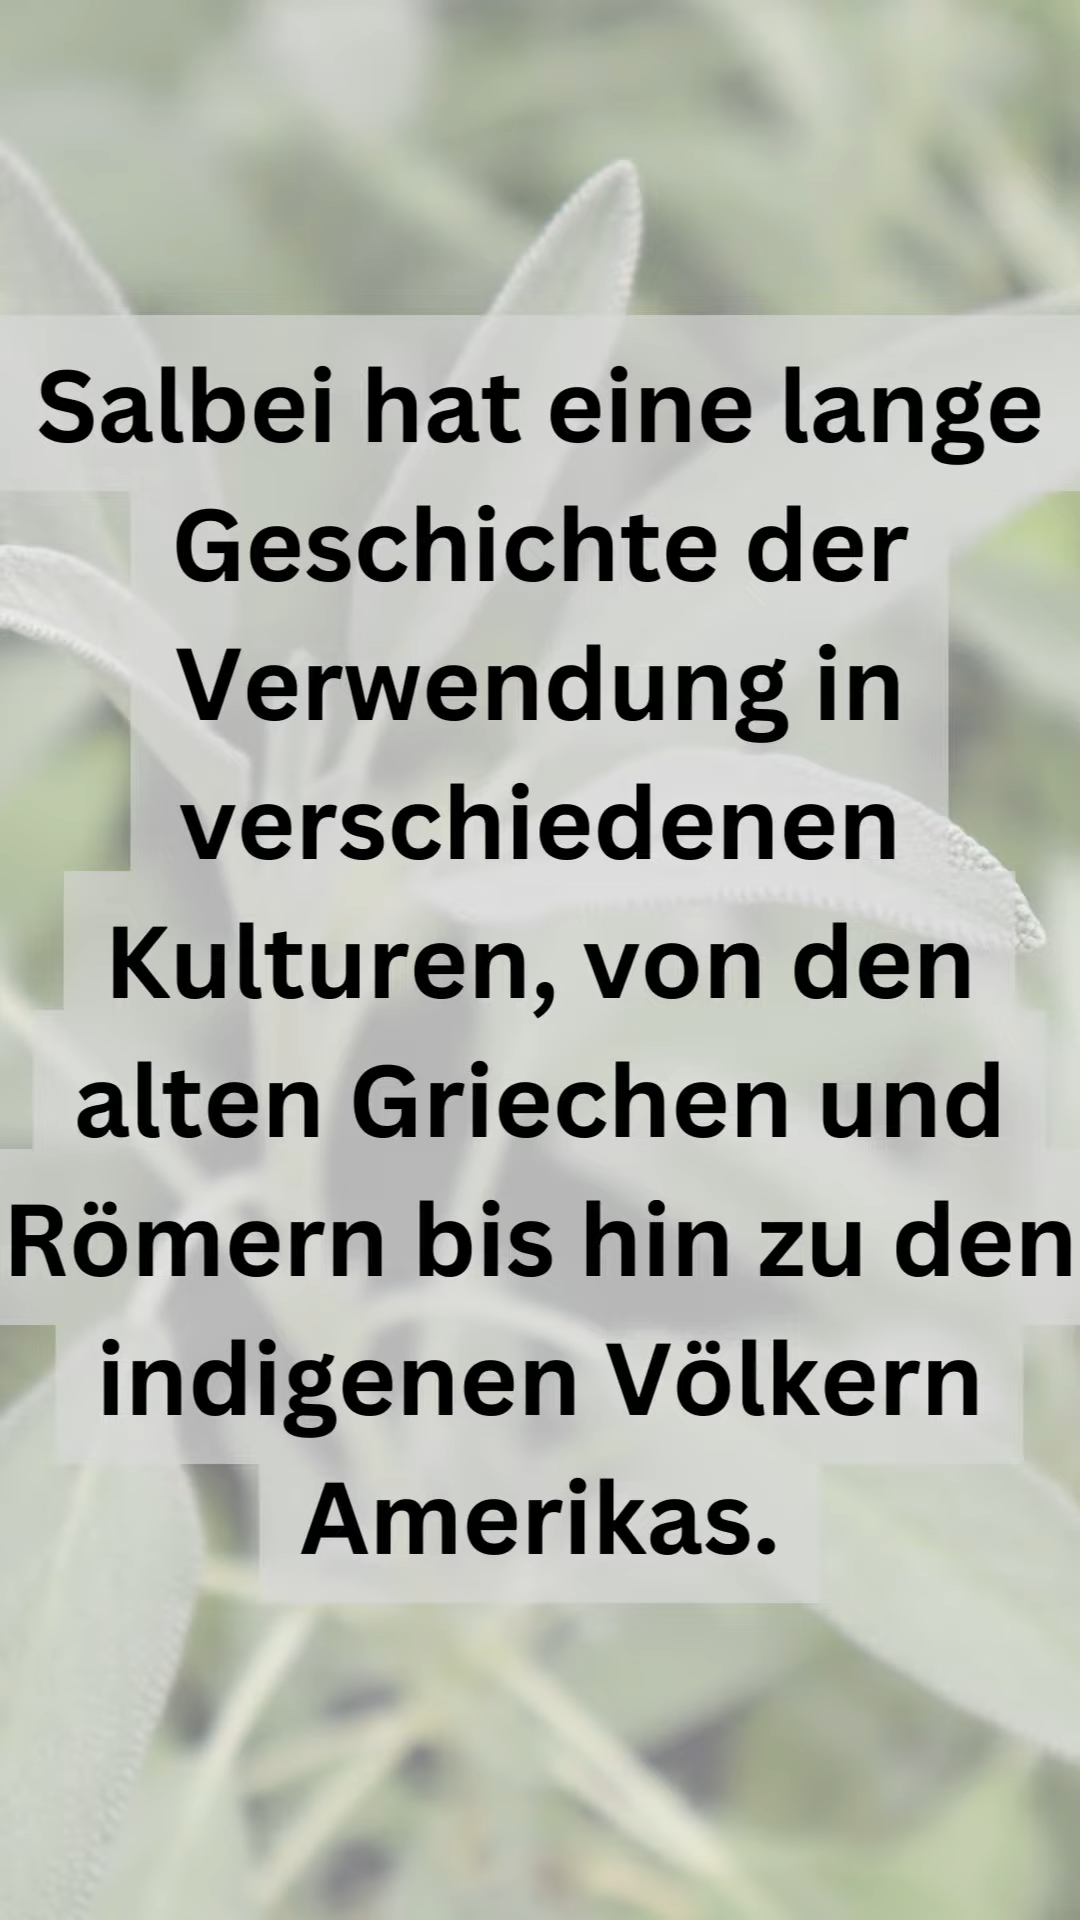 Salbei hat eine lange
Geschichte der
Verwendung in
verschiedenen
Kulturen, von den
alten Griechen und
Römern bis hin zu den
indigenen Völkern
Amerikas.